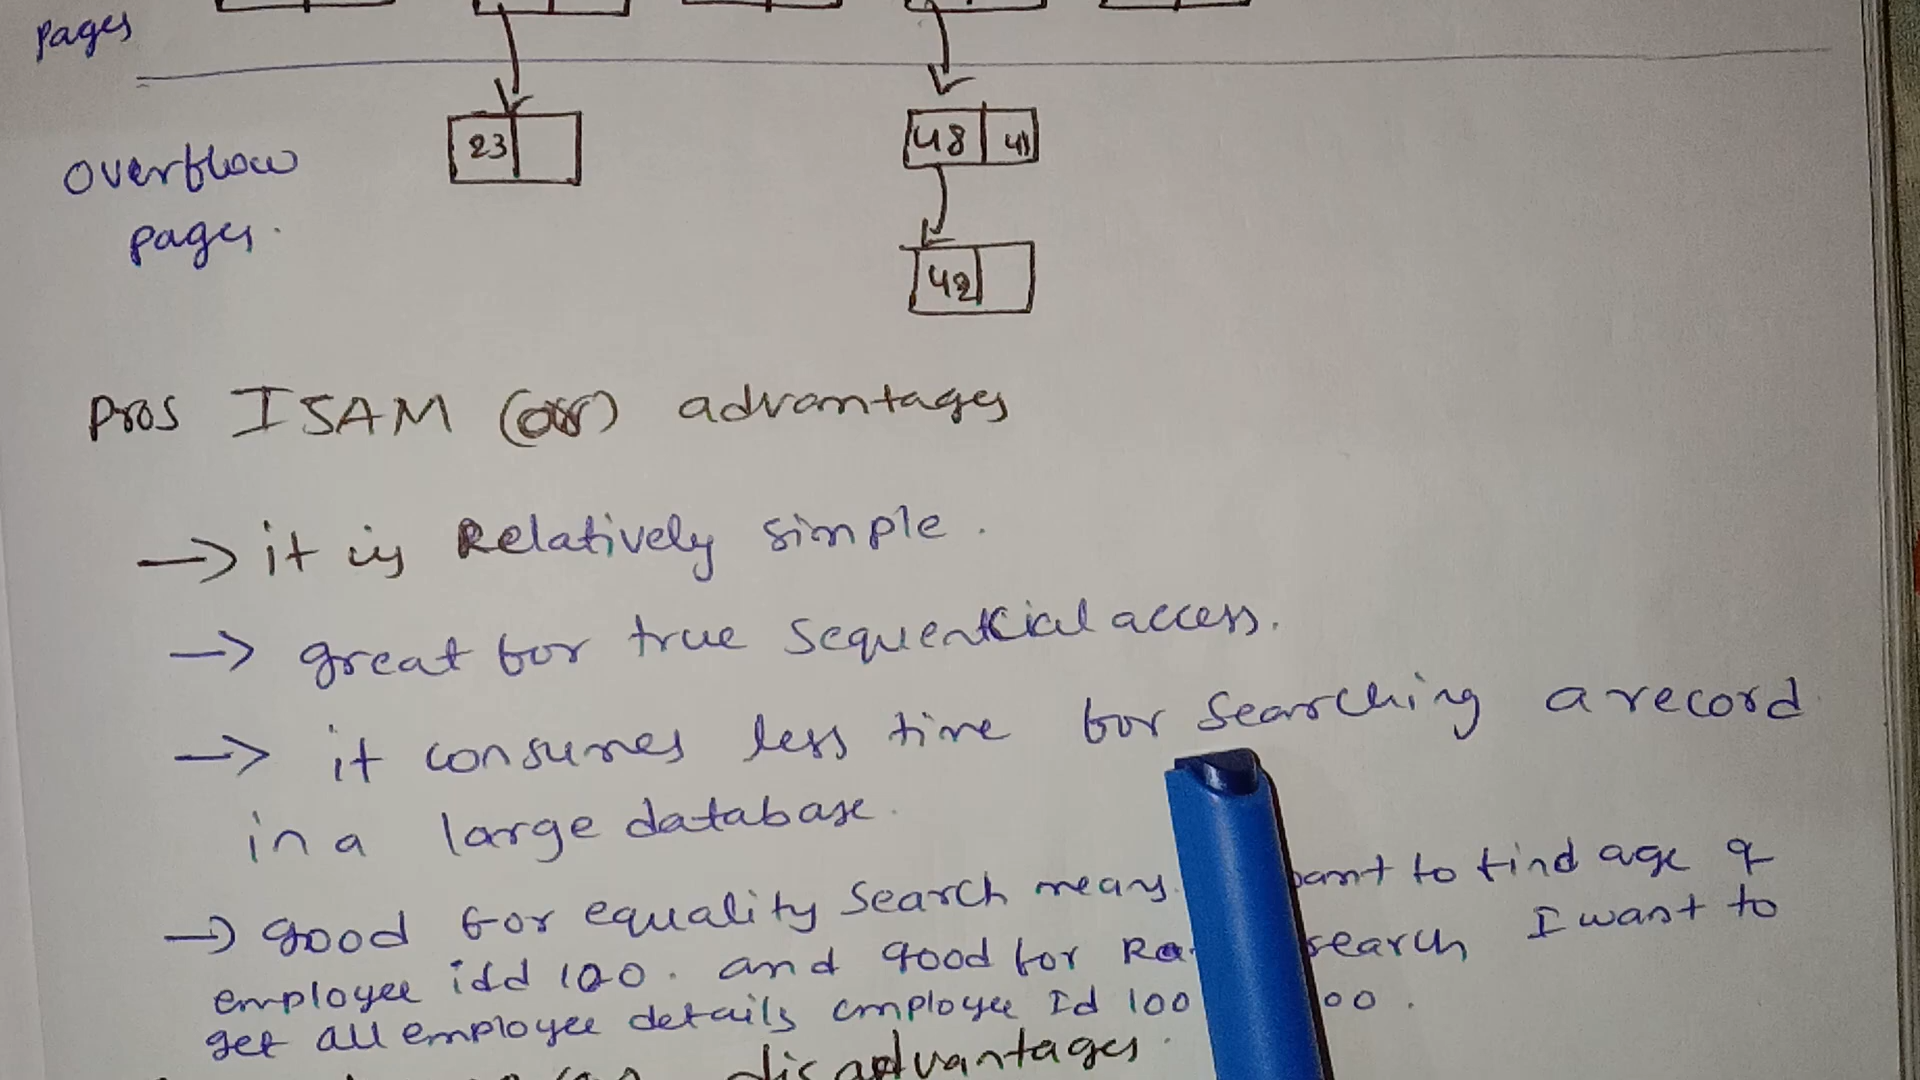 pages
23
48 41
overflow
pages.
42
Pros ISAM (or) advantages
→ it is Relatively simple.
→ great for true sequential access.
→ it consumes less time for searching a record
in a large database.
→ good for equality search means want to find age of
employee idd 100. and good for search I want to
get all employee details employee Id 100 00.
disadvantages.